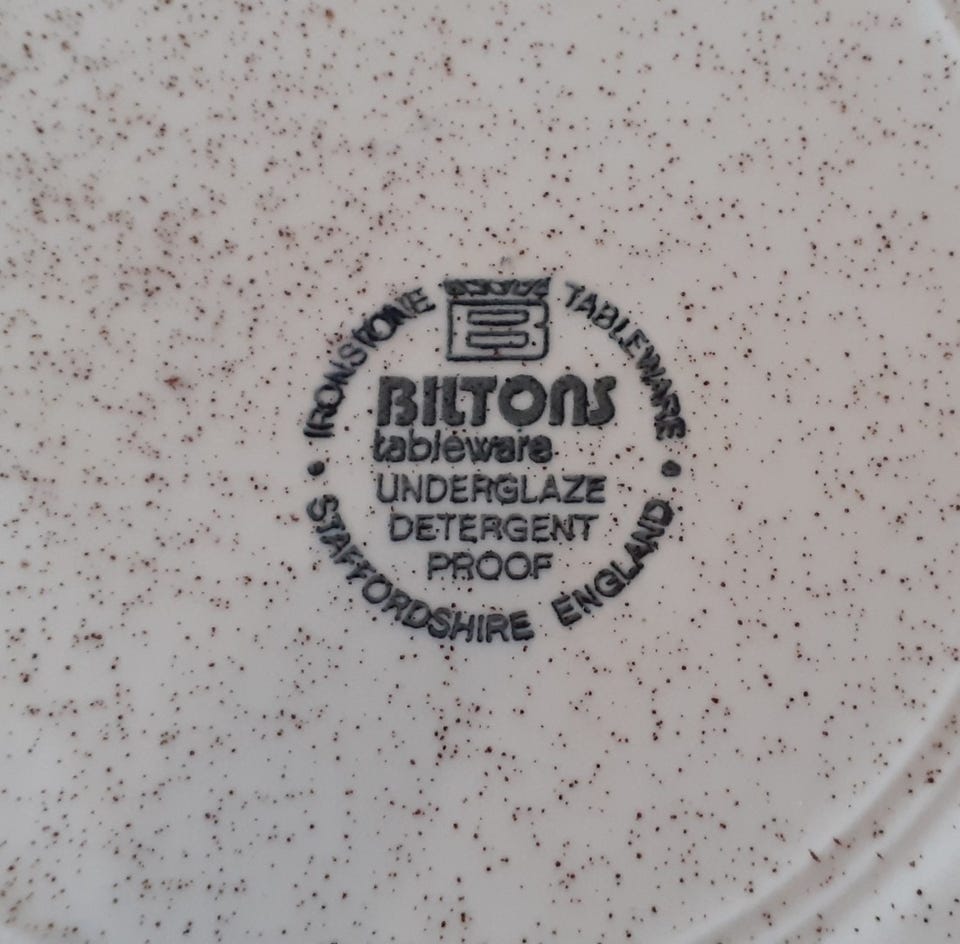 IRONSTONE TABLEWARE
B
BILTONS
tableware
UNDERGLAZE
DETERGENT
PROOF
STAFFORDSHIRE ENGLAND